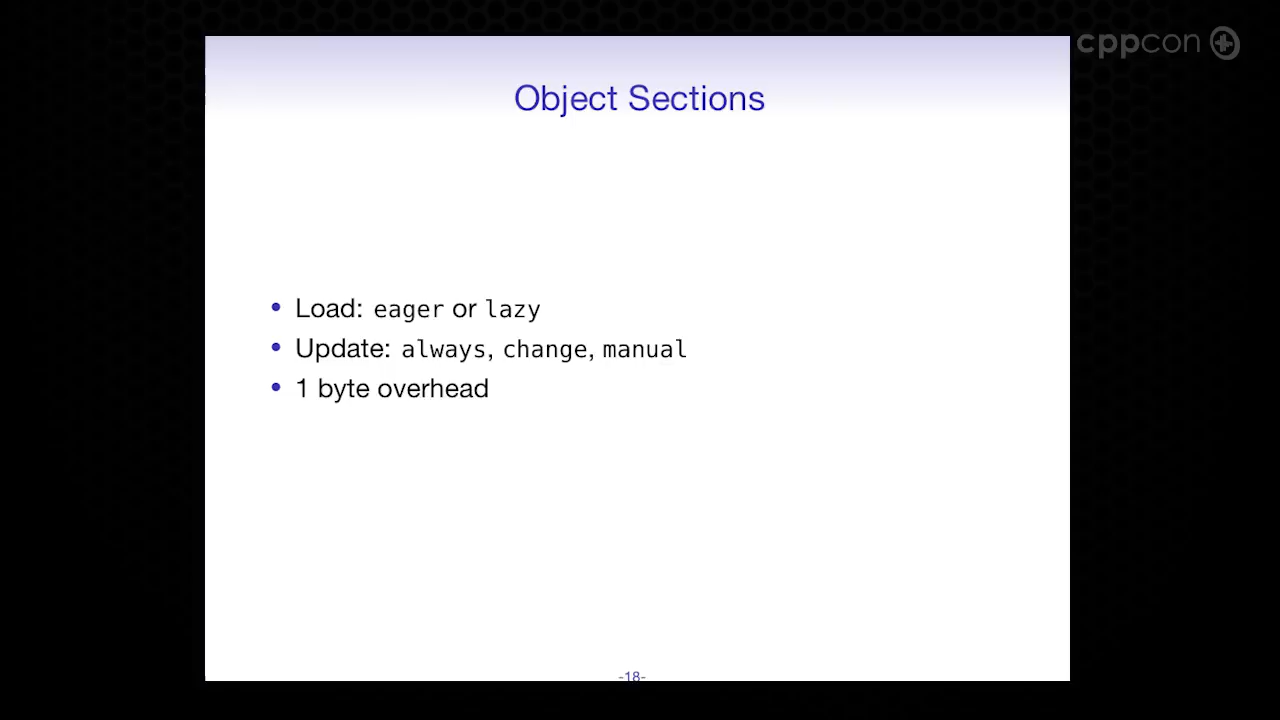 cppcon
Object Sections
• Load: eager or lazy
• Update: always, change, manual
• 1 byte overhead
-18-